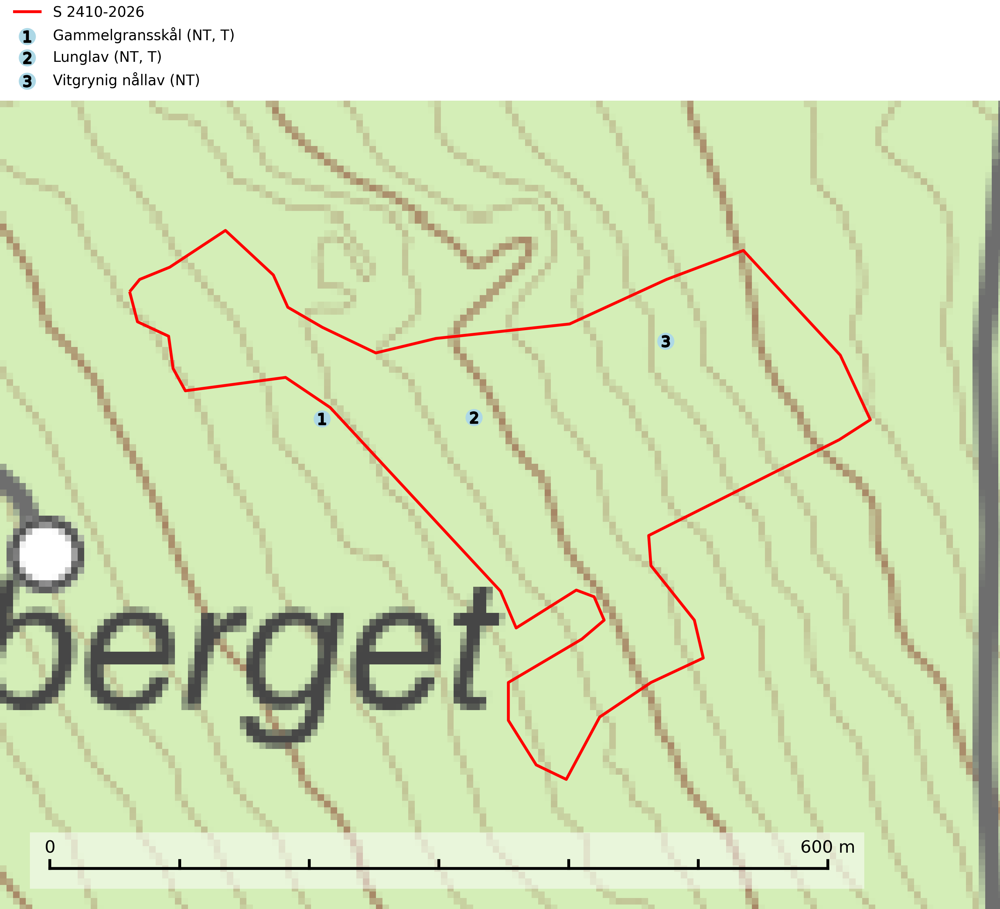 S 2410-2026
1 Gammelgransskål (NT, T)
2 Lunglav (NT, T)
3 Vitgrynig nållav (NT)
3
1
2
berget
0 600 m